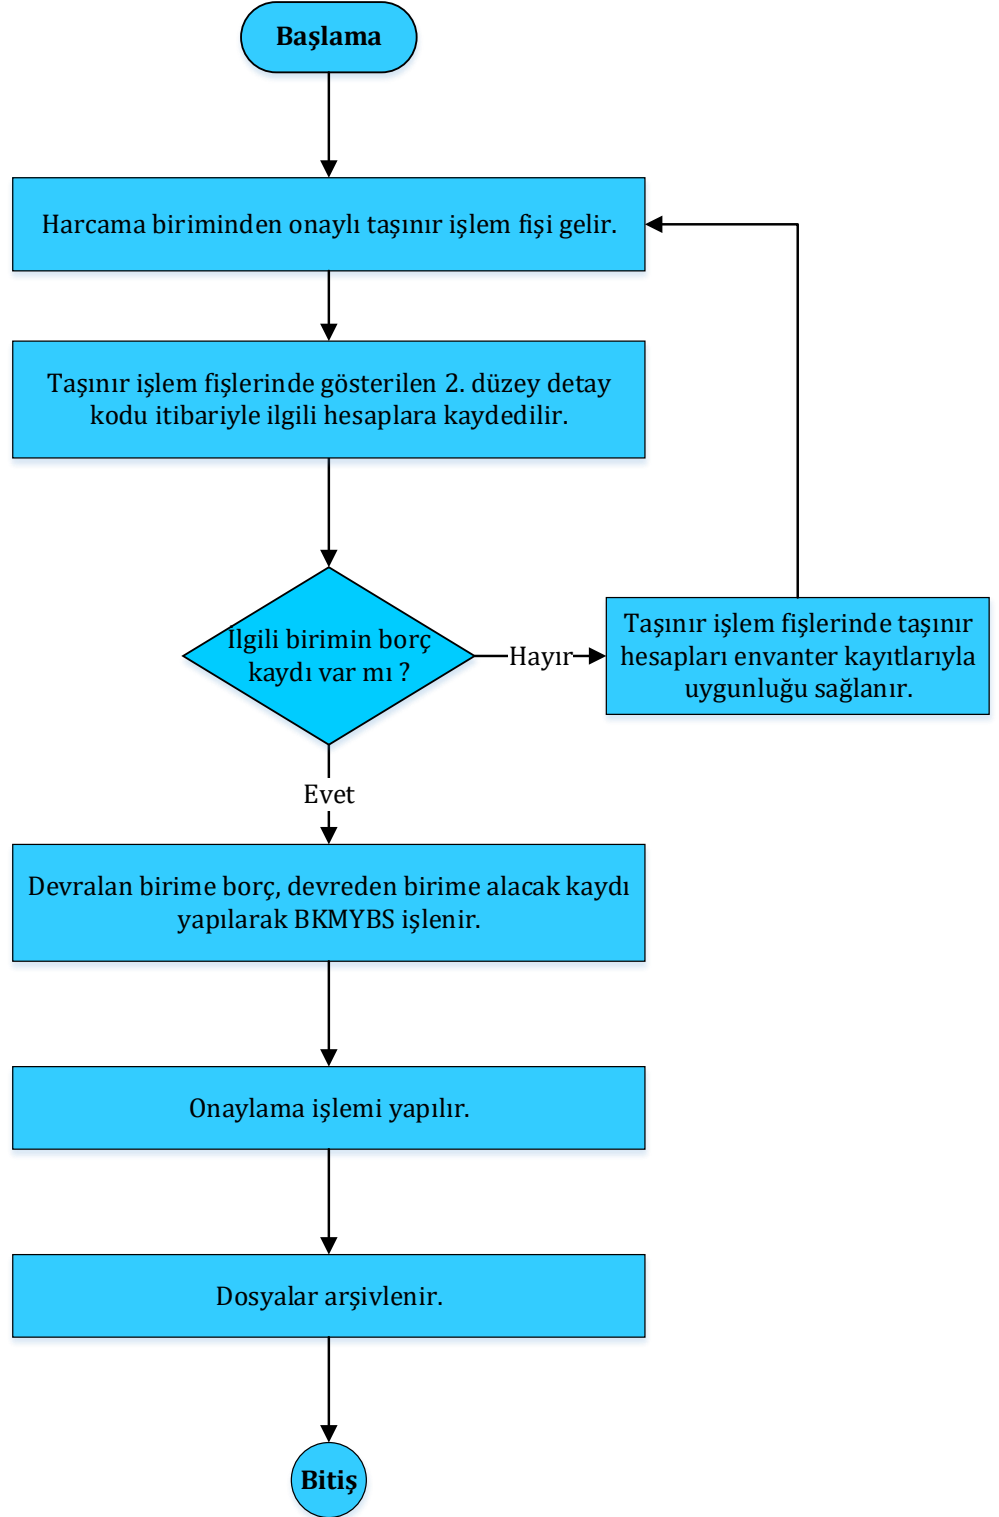 Başlama
Harcama biriminden onaylı taşınır işlem fişi gelir.
Taşınır işlem fişlerinde gösterilen 2. düzey detay
kodu itibariyle ilgili hesaplara kaydedilir.
İlgili birimin borç
kaydı var mı ?
Hayır
Taşınır işlem fişlerinde taşınır
hesapları envanter kayıtlarıyla
uygunluğu sağlanır.
Evet
Devralan birime borç, devreden birime alacak kaydı
yapılarak BKMYBS işlenir.
Onaylama işlemi yapılır.
Dosyalar arşivlenir.
Bitiş